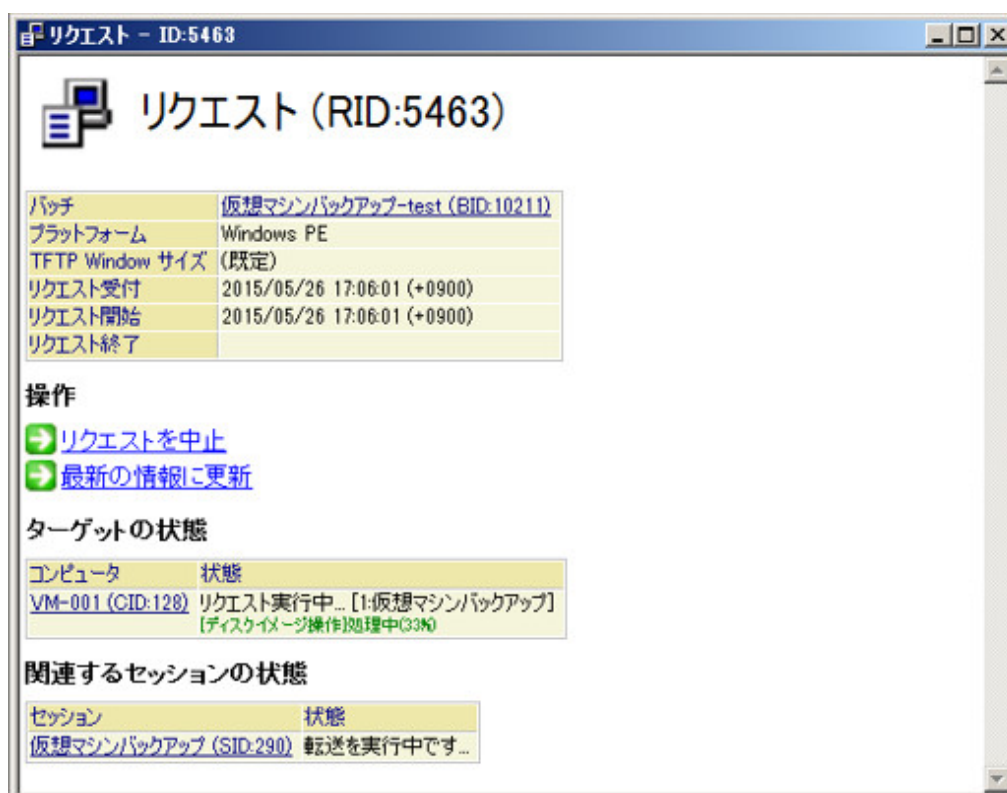 リクエスト - ID:5463
リクエスト (RID:5463)
バッチ 仮想マシンバックアップ-test (BID:10211)
プラットフォーム Windows PE
TFTP Window サイズ (既定)
リクエスト受付 2015/05/26 17:06:01 (+0900)
リクエスト開始 2015/05/26 17:06:01 (+0900)
リクエスト終了
操作
リクエストを中止
最新の情報に更新
ターゲットの状態
コンピュータ 状態
VM-001 (CID:128) リクエスト実行中... [1:仮想マシンバックアップ]
[ディスクイメージ操作]処理中(33%)
関連するセッションの状態
セッション 状態
仮想マシンバックアップ (SID:290) 転送を実行中です...